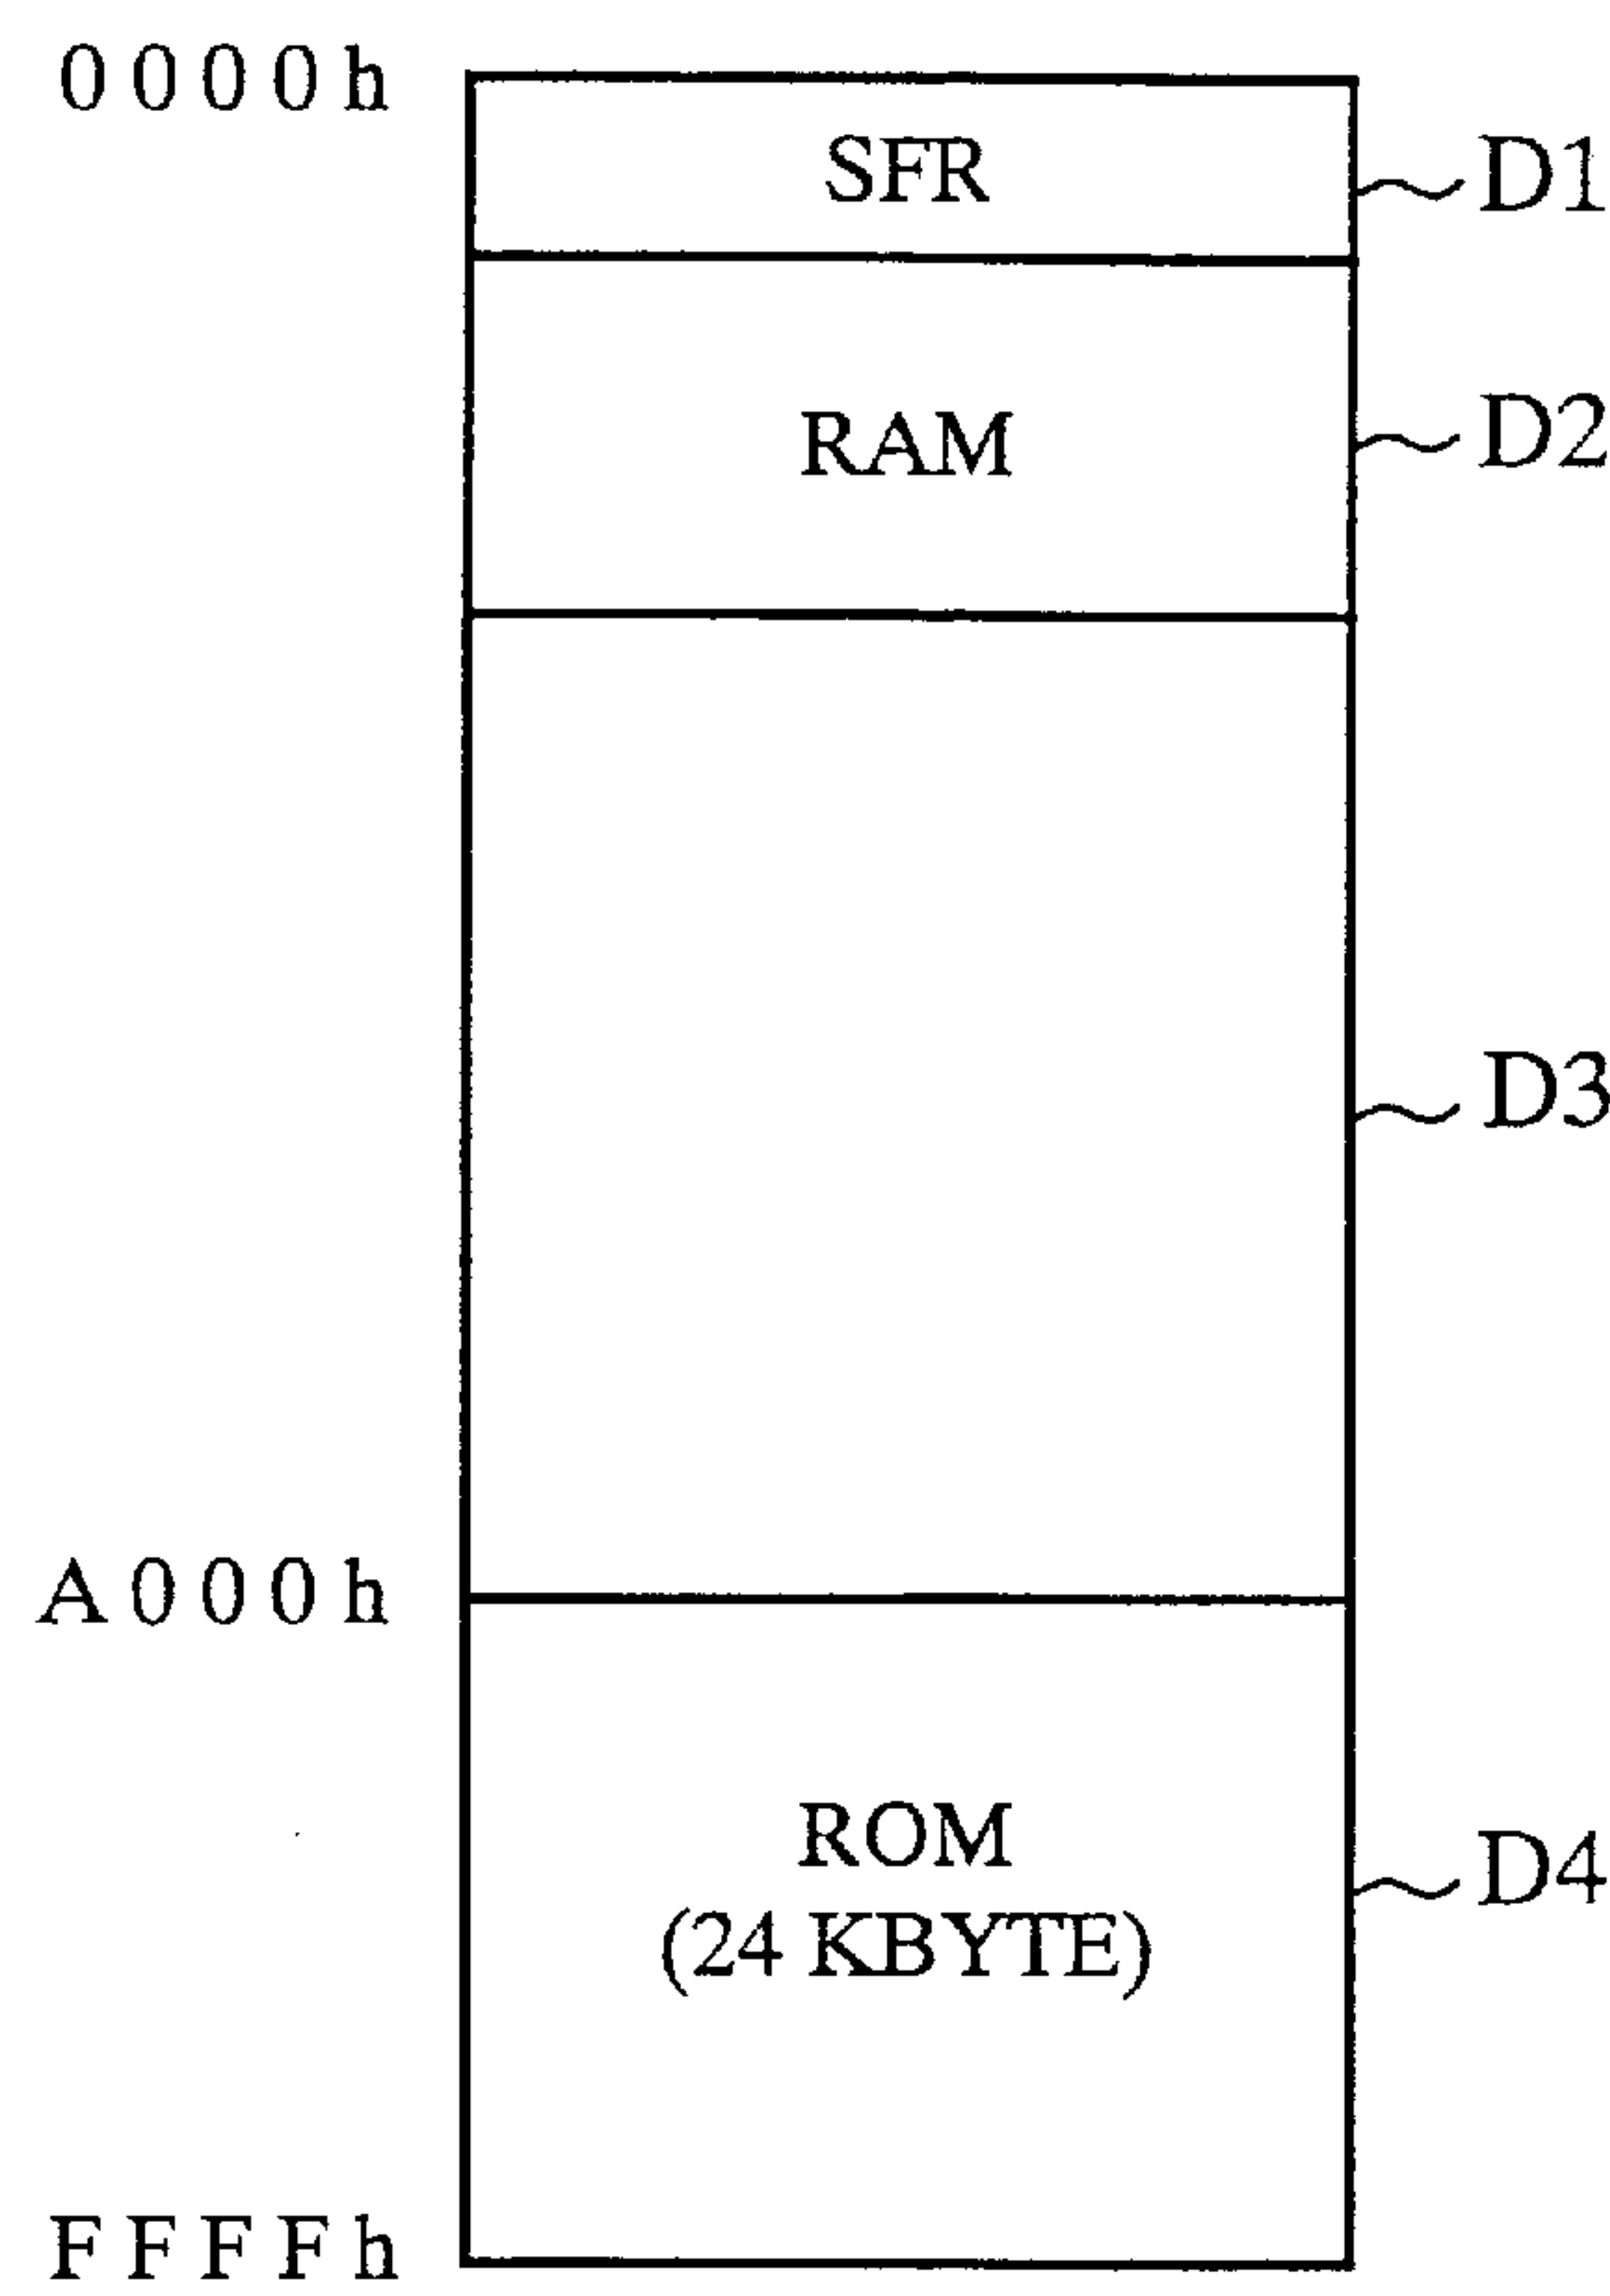 0000h
SFR
D1
RAM
D2
D3
A000h
ROM
(24 KBYTE)
D4
FFFFh